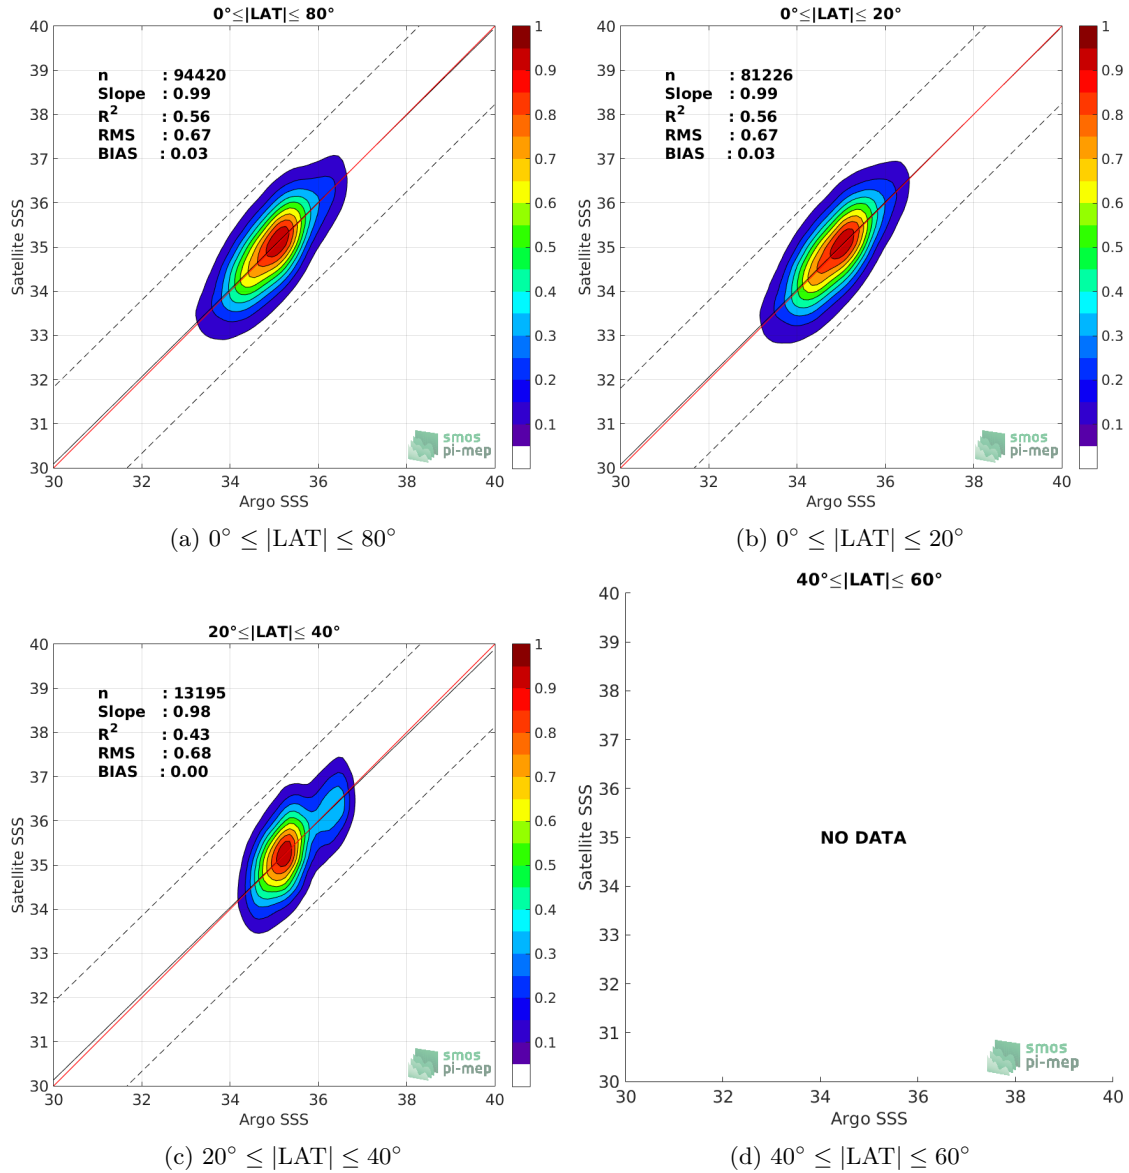 0°≤|LAT|≤ 80°
n : 94420
Slope : 0.99
R² : 0.56
RMS : 0.67
BIAS : 0.03
40
39
38
37
36
35
34
33
32
31
30
30 32 34 36 38 40
Satellite SSS
Argo SSS
1
0.9
0.8
0.7
0.6
0.5
0.4
0.3
0.2
0.1
smos
pi-mep
(a) 0° ≤ |LAT| ≤ 80°
0°≤|LAT|≤ 20°
n : 81226
Slope : 0.99
R² : 0.56
RMS : 0.67
BIAS : 0.03
40
39
38
37
36
35
34
33
32
31
30
30 32 34 36 38 40
Satellite SSS
Argo SSS
1
0.9
0.8
0.7
0.6
0.5
0.4
0.3
0.2
0.1
smos
pi-mep
(b) 0° ≤ |LAT| ≤ 20°
20°≤|LAT|≤ 40°
n : 13195
Slope : 0.98
R² : 0.43
RMS : 0.68
BIAS : 0.00
40
39
38
37
36
35
34
33
32
31
30
30 32 34 36 38 40
Satellite SSS
Argo SSS
1
0.9
0.8
0.7
0.6
0.5
0.4
0.3
0.2
0.1
smos
pi-mep
(c) 20° ≤ |LAT| ≤ 40°
40°≤|LAT|≤ 60°
40
39
38
37
36
35
34
33
32
31
30
NO DATA
30 32 34 36 38 40
Satellite SSS
Argo SSS
smos
pi-mep
(d) 40° ≤ |LAT| ≤ 60°